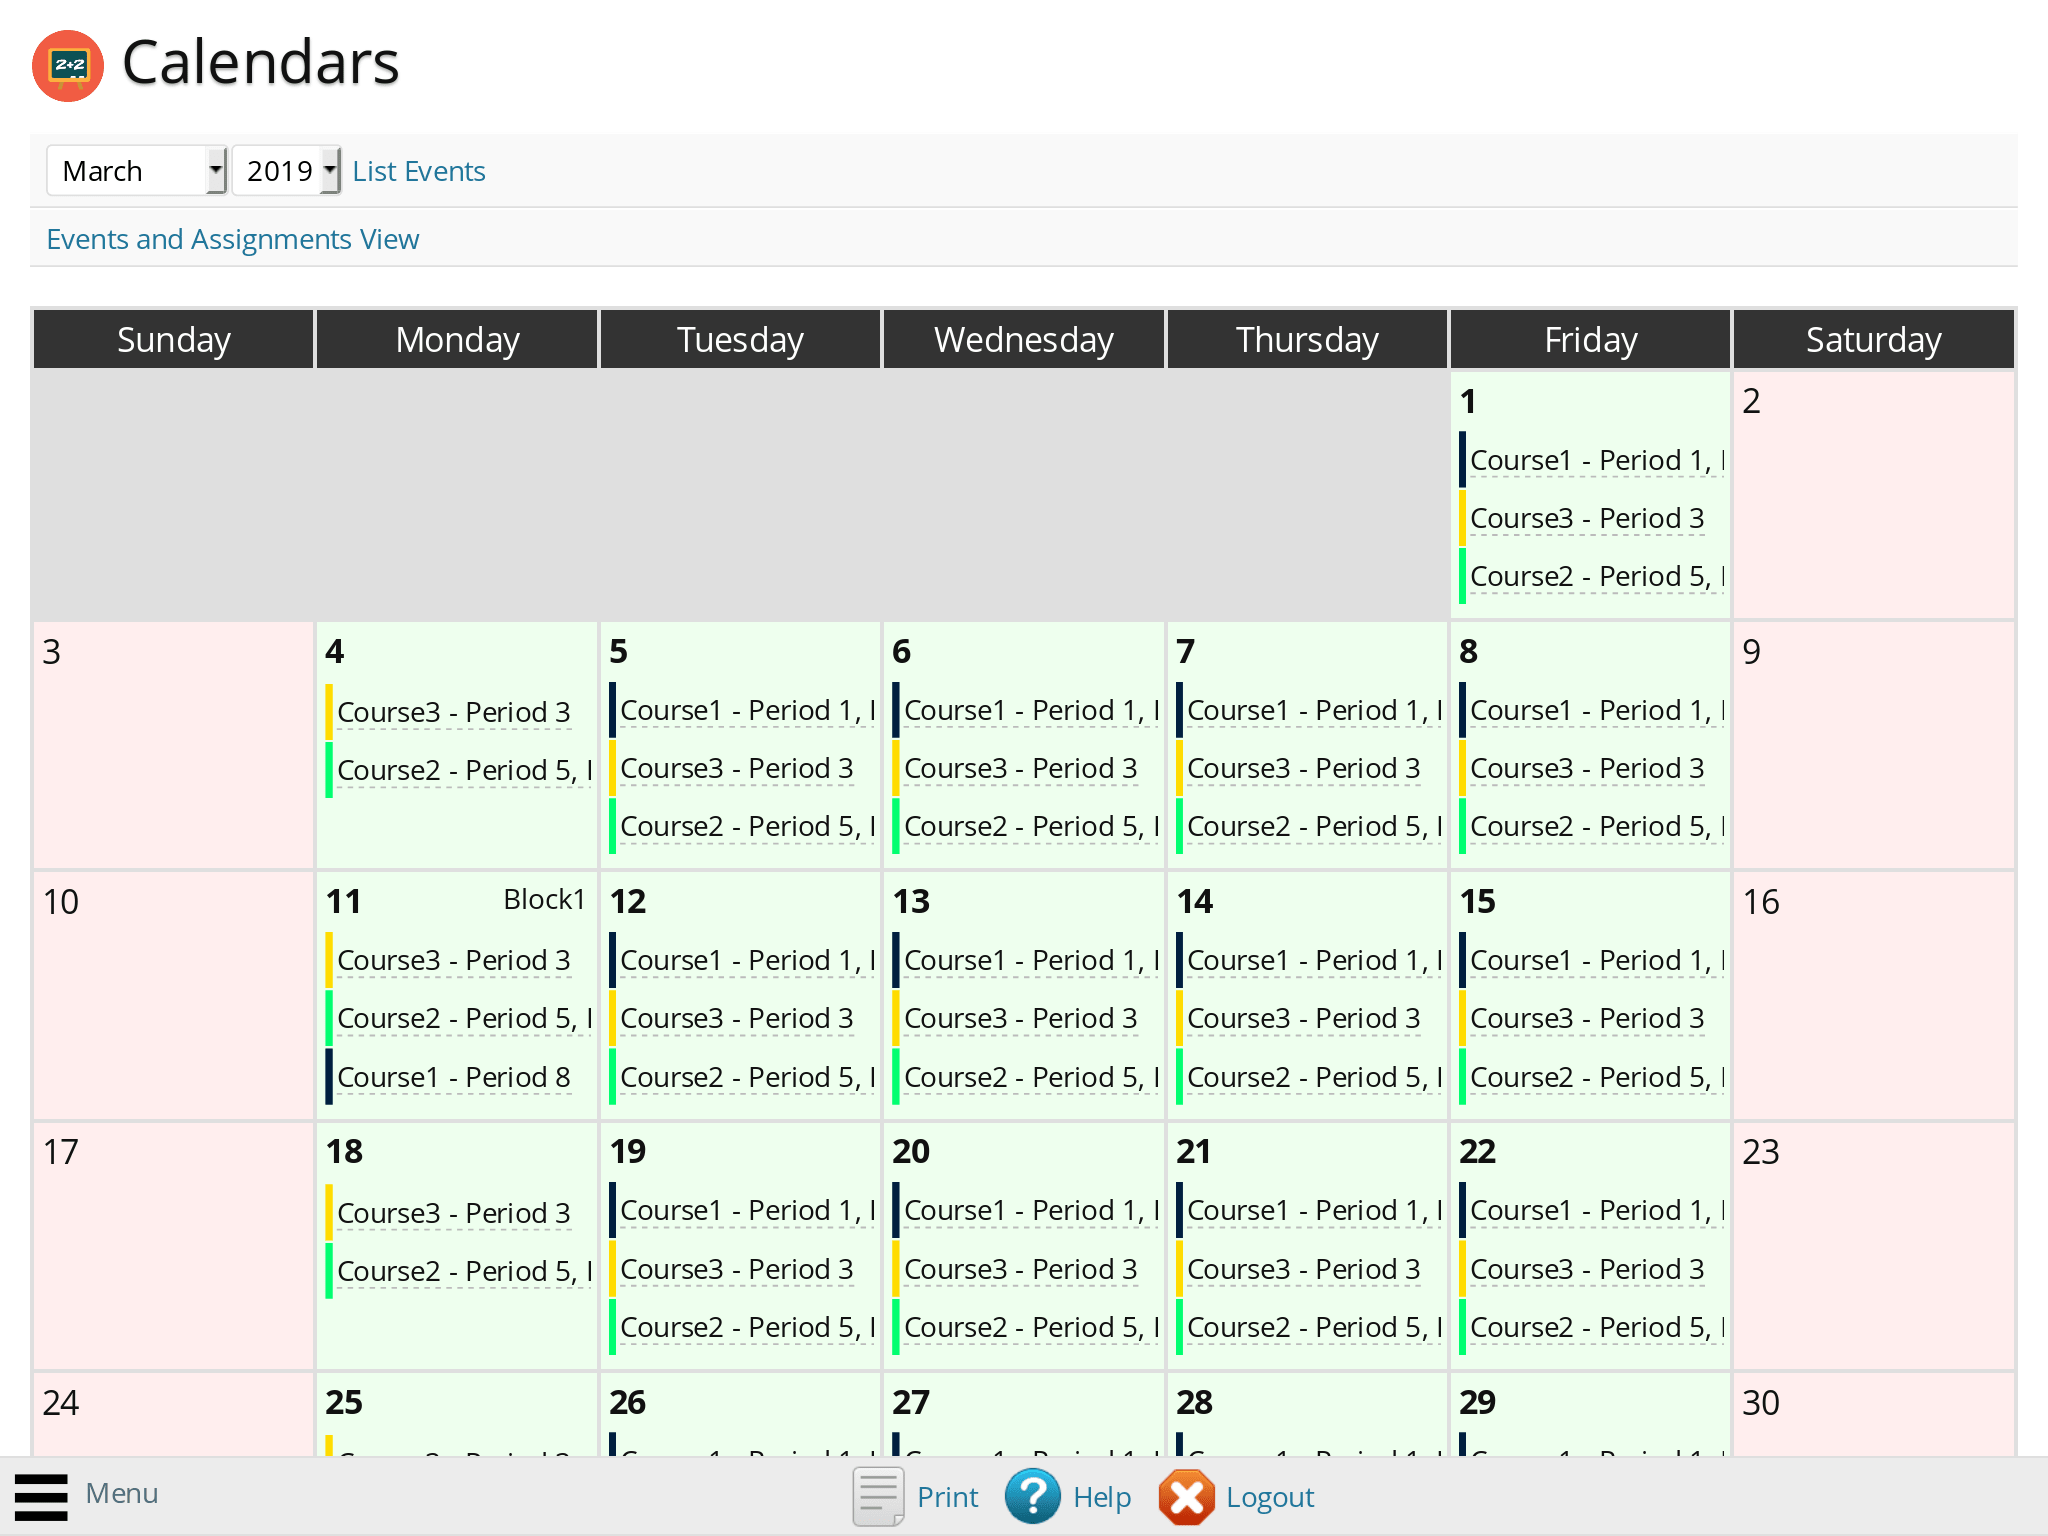 2+2
Calendars
March 2019 List Events
Events and Assignments View
Sunday Monday Tuesday Wednesday Thursday Friday Saturday
1 2
Course1 - Period 1,
Course3 - Period 3
Course2 - Period 5,
3 4 5 6 7 8 9
Course3 - Period 3 Course1 - Period 1, Course1 - Period 1, Course1 - Period 1, Course1 - Period 1,
Course2 - Period 5, Course3 - Period 3 Course3 - Period 3 Course3 - Period 3 Course3 - Period 3
Course2 - Period 5, Course2 - Period 5, Course2 - Period 5, Course2 - Period 5,
10 11 Block1 12 13 14 15 16
Course3 - Period 3 Course1 - Period 1, Course1 - Period 1, Course1 - Period 1, Course1 - Period 1,
Course2 - Period 5, Course3 - Period 3 Course3 - Period 3 Course3 - Period 3 Course3 - Period 3
Course1 - Period 8 Course2 - Period 5, Course2 - Period 5, Course2 - Period 5, Course2 - Period 5,
17 18 19 20 21 22 23
Course3 - Period 3 Course1 - Period 1, Course1 - Period 1, Course1 - Period 1, Course1 - Period 1,
Course2 - Period 5, Course3 - Period 3 Course3 - Period 3 Course3 - Period 3 Course3 - Period 3
Course2 - Period 5, Course2 - Period 5, Course2 - Period 5, Course2 - Period 5,
24 25 26 27 28 29 30
Menu Print Help Logout